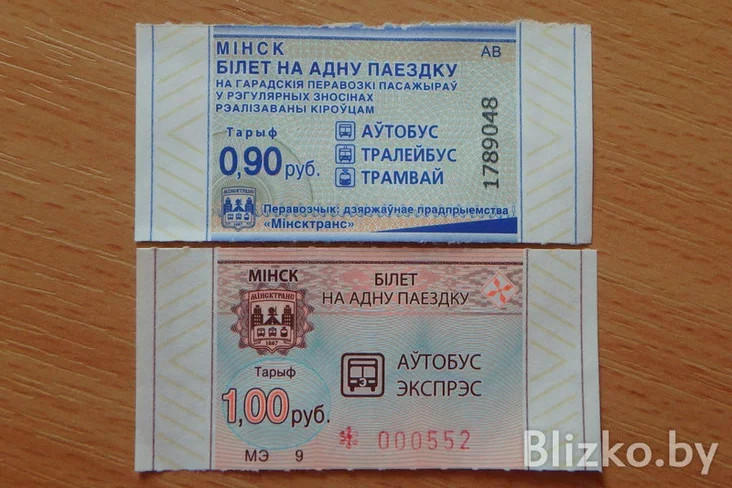 МІНСК
АВ
БІЛЕТ НА АДНУ ПАЕЗДКУ
НА ГАРАДСКІЯ ПЕРАВОЗКІ ПАСАЖЫРАЎ
У РЭГУЛЯРНЫХ ЗНОСІНАХ
РЭАЛІЗАВАНЫ КІРОЎЦАМ
Тарыф
0,90 руб.
АЎТОБУС
ТРАЛЕЙБУС
ТРАМВАЙ
1789048
Перавозчык: дзяржаўнае прадпрыемства
«Мінсктранс»
МІНСК
БІЛЕТ
НА АДНУ ПАЕЗДКУ
МІНСКТРАНС
1887
АЎТОБУС
ЭКСПРЭС
Э
Тарыф
1,00 руб.
000552
МЭ 9
Blizko.by